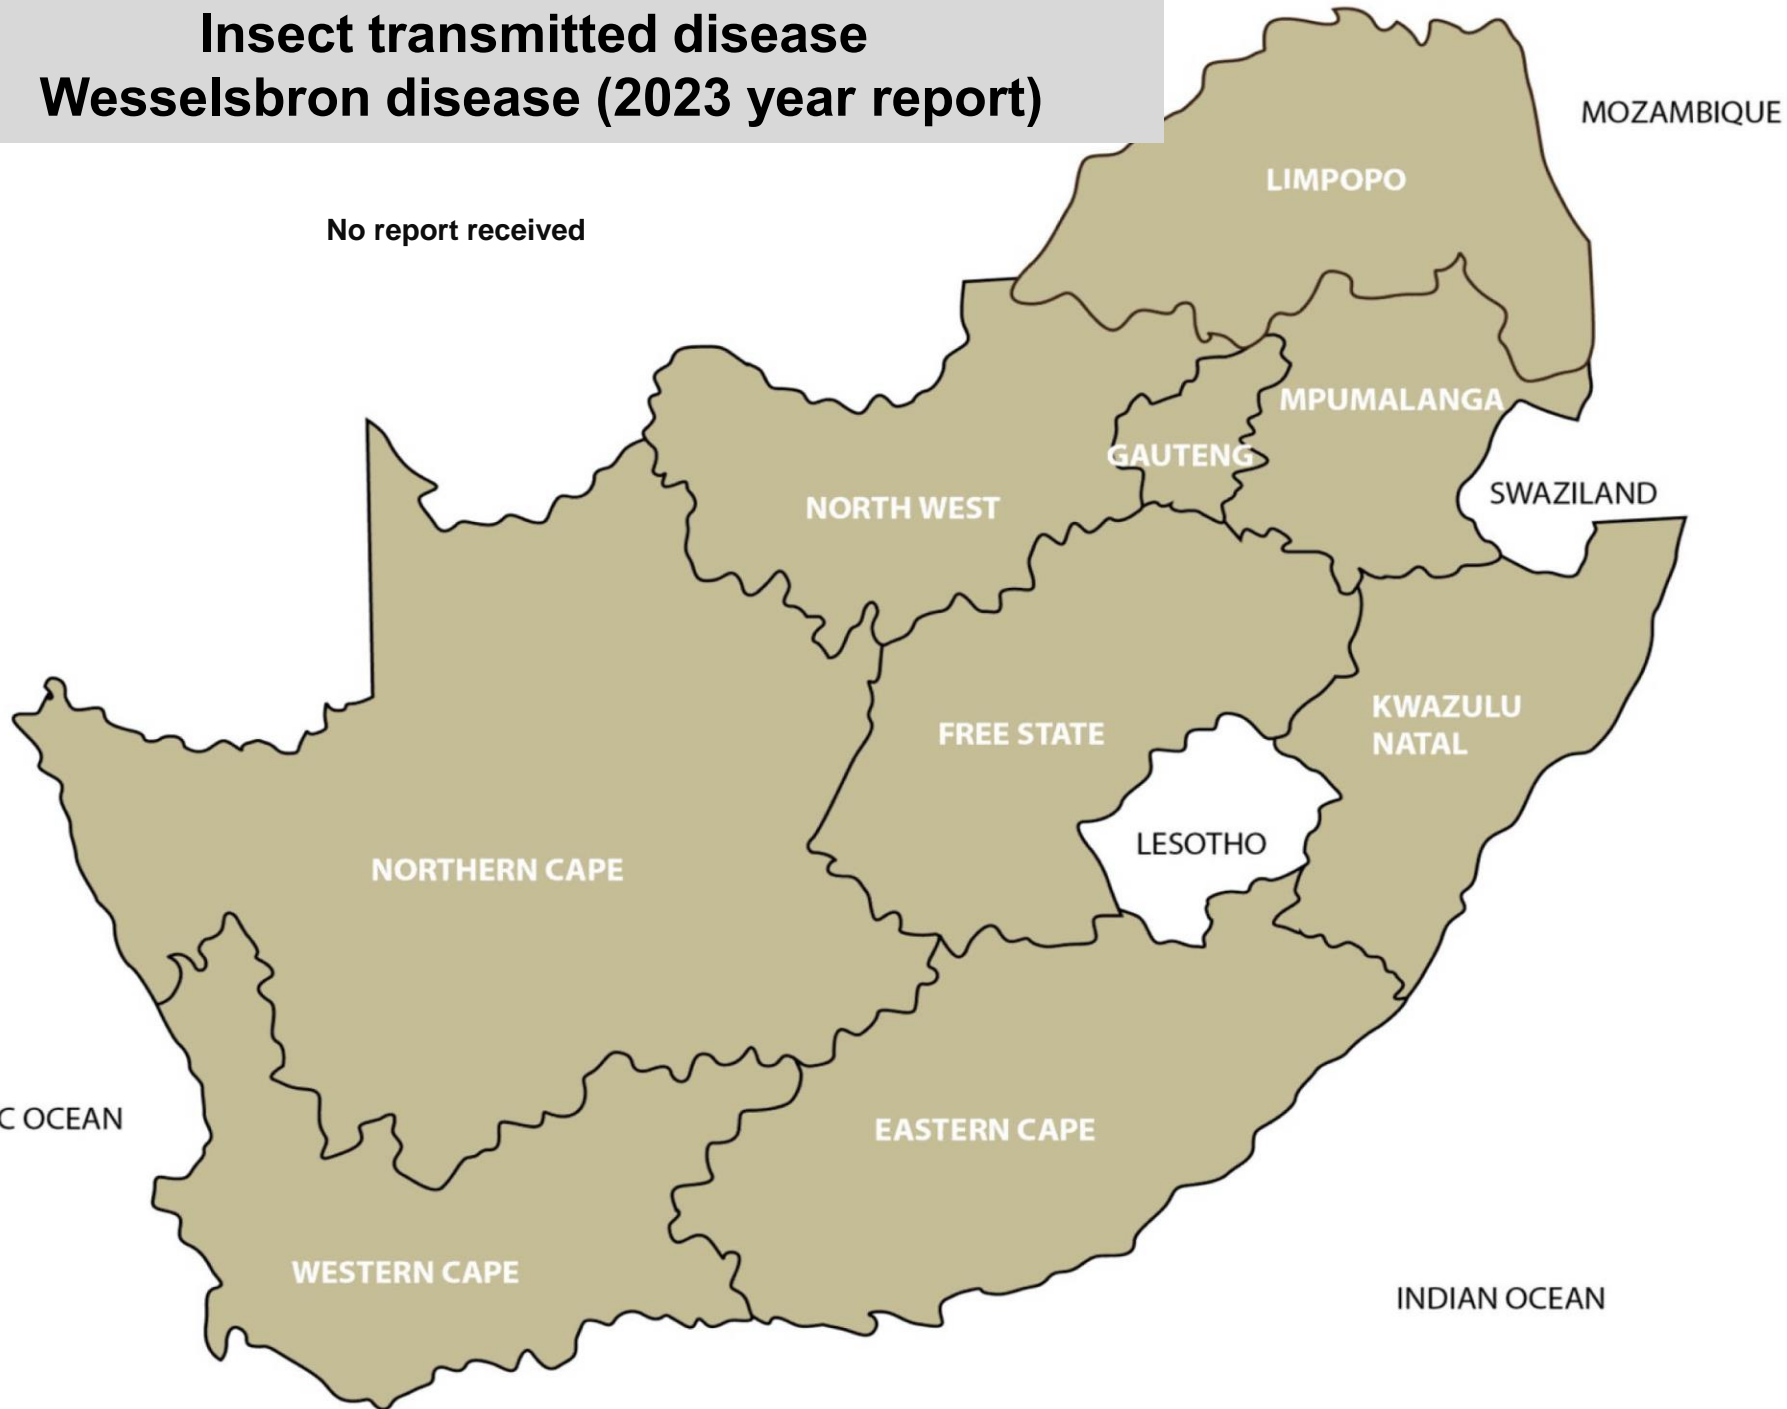 Insect transmitted disease
Wesselsbron disease (2023 year report)
MOZAMBIQUE
LIMPOPO
No report received
MPUMALANGA
GAUTENG
SWAZILAND
NORTH WEST
KWAZULU
NATAL
FREE STATE
LESOTHO
NORTHERN CAPE
C OCEAN
EASTERN CAPE
WESTERN CAPE
INDIAN OCEAN